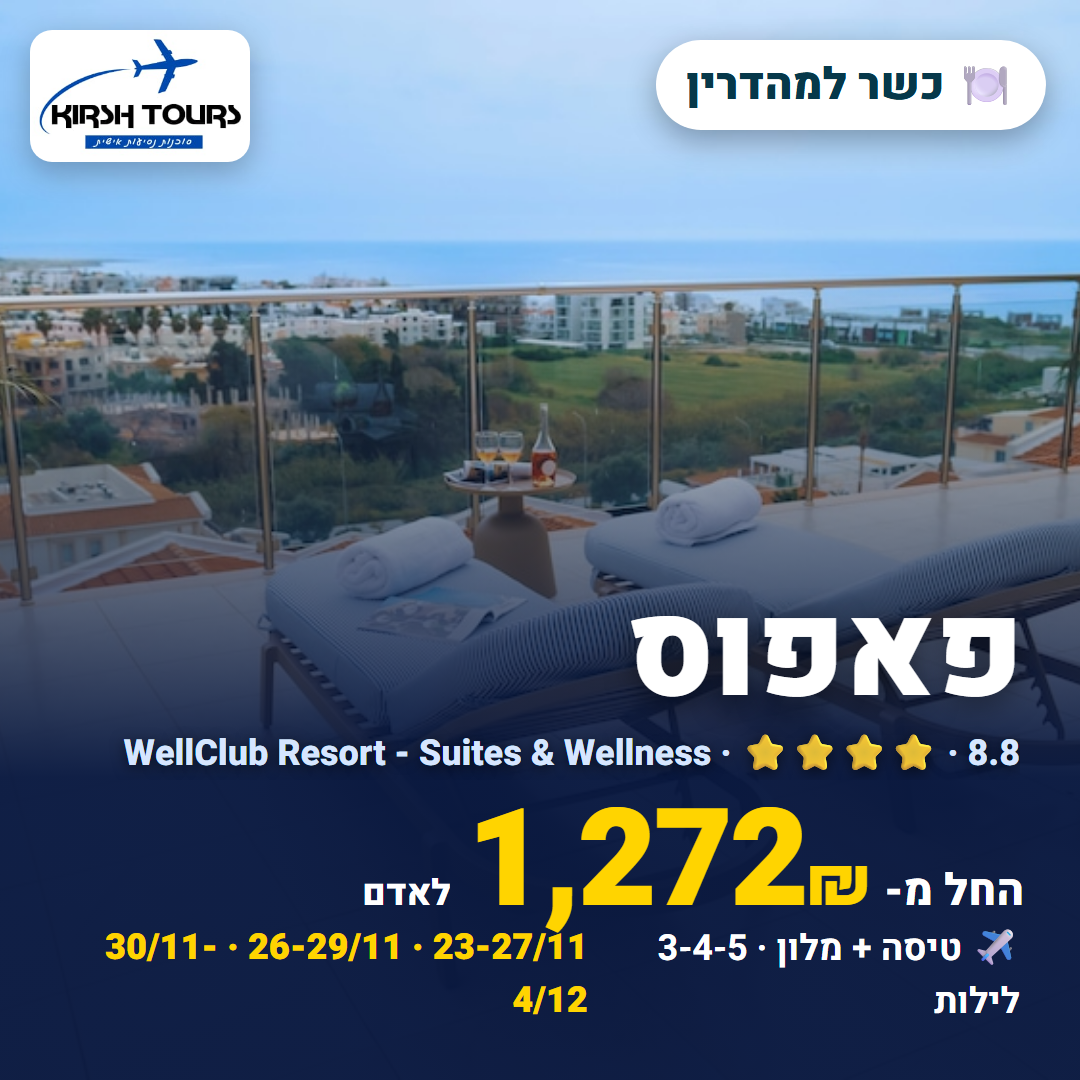 KIRSH TOURS
סוכנות נסיעות אישית
כשר למהדרין
פאפוס
8.8 · ⭐⭐⭐⭐ · WellClub Resort - Suites & Wellness
החל מ- ₪1,272 לאדם
✈️ טיסה + מלון · 3-4-5
לילות
23-27/11 · 26-29/11 · 30/11-
4/12